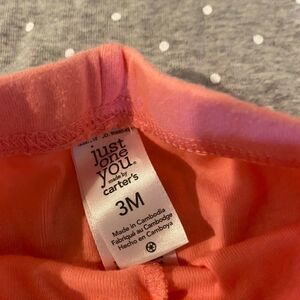 just
one
you.
made by
carter's
3M
Made in Cambodia
Fabriqué au Cambodge
Hecho en Camboya